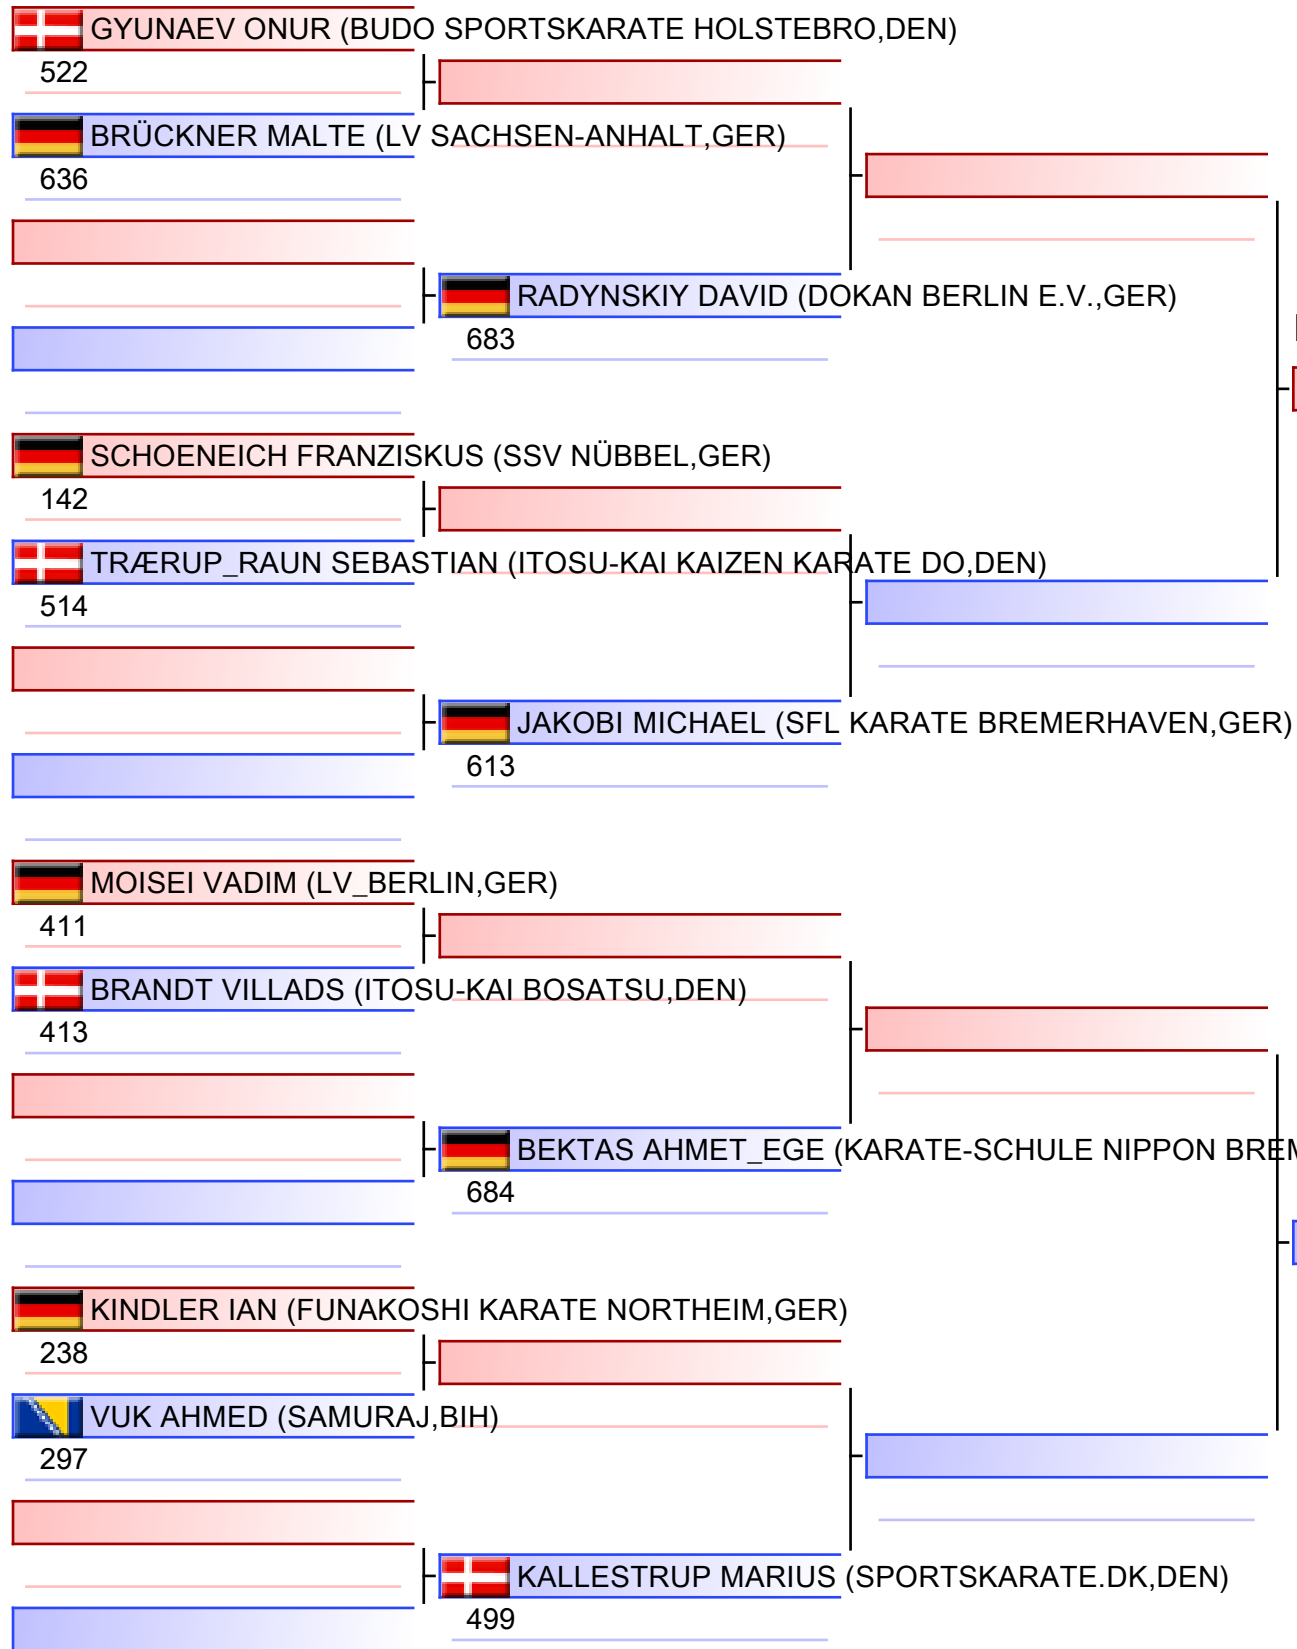 GYUNAEV ONUR (BUDO SPORTSKARATE HOLSTEBRO,DEN)
522
BRÜCKNER MALTE (LV SACHSEN-ANHALT,GER)
636
RADYNSKIY DAVID (DOKAN BERLIN E.V.,GER)
683
SCHOENEICH FRANZISKUS (SSV NÜBBEL,GER)
142
TRÆRUP_RAUN SEBASTIAN (ITOSU-KAI KAIZEN KARATE DO,DEN)
514
JAKOBI MICHAEL (SFL KARATE BREMERHAVEN,GER)
613
MOISEI VADIM (LV_BERLIN,GER)
411
BRANDT VILLADS (ITOSU-KAI BOSATSU,DEN)
413
BEKTAS AHMET_EGE (KARATE-SCHULE NIPPON
684
KINDLER IAN (FUNAKOSHI KARATE NORTHEIM,GER)
238
VUK AHMED (SAMURAJ,BIH)
297
KALLESTRUP MARIUS (SPORTSKARATE.DK,DEN)
499